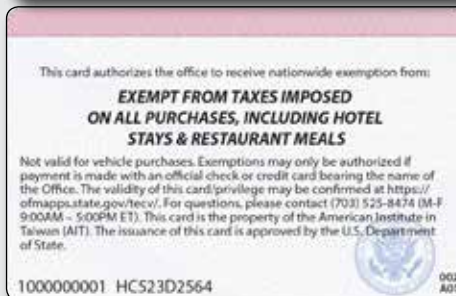 This card authorizes the office to receive nationwide exemption from:
EXEMPT FROM TAXES IMPOSED
ON ALL PURCHASES, INCLUDING HOTEL
STAYS & RESTAURANT MEALS
Not valid for vehicle purchases. Exemptions may only be authorized if
payment is made with an official check or credit card bearing the name of
the Office. The validity of this card/privilege may be confirmed at https://
ofmapps.state.gov/tecv/. For questions, please contact (703) 525-8474 (M-F
9:00AM – 5:00PM ET). This card is the property of the American Institute in
Taiwan (AIT). The issuance of this card is approved by the U.S. Department
of State.
1000000001 HCS23D2564
002
A05